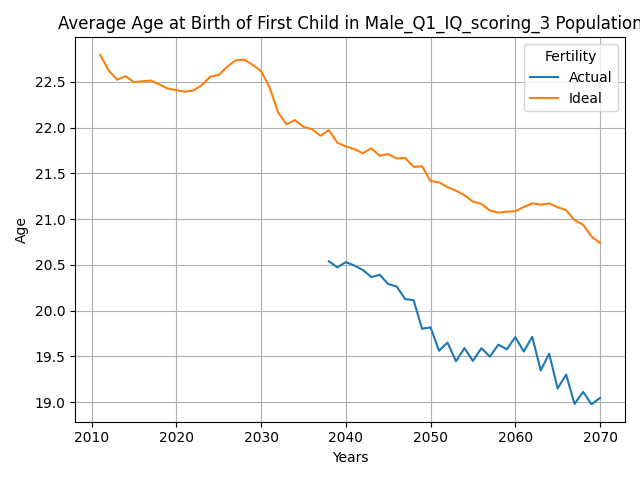 Average Age at Birth of First Child in Male_Q1_IQ_scoring_3 Population
Fertility
Actual
Ideal
22.5
22.0
21.5
21.0
20.5
20.0
19.5
19.0
Age
2010 2020 2030 2040 2050 2060 2070
Years